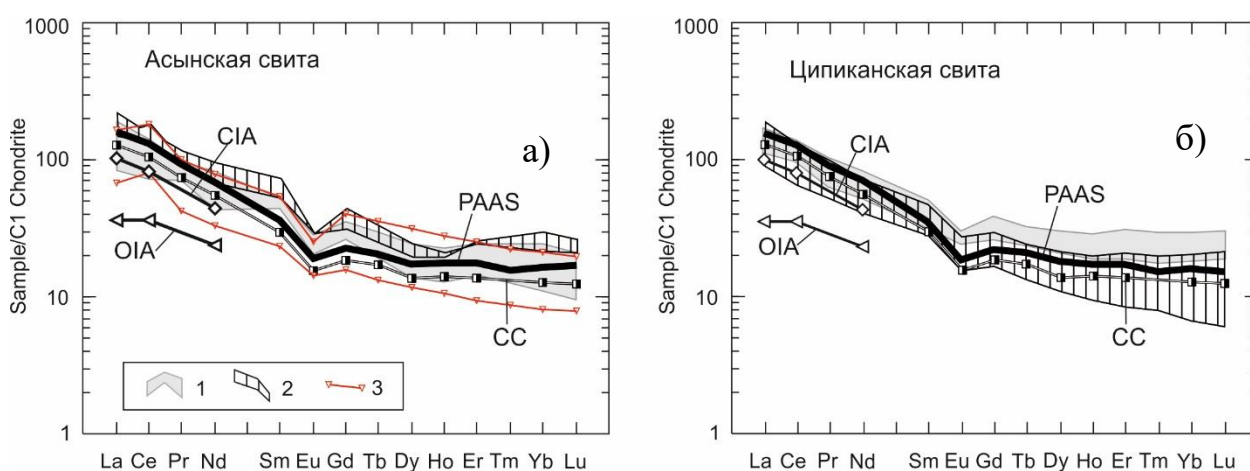 Асынская свита
а)
Sample/C1 Chondrite
1000
100
10
1
CIA
OIA
PAAS
CC
1 2 3
La Ce Pr Nd Sm Eu Gd Tb Dy Ho Er Tm Yb Lu
Ципиканская свита
б)
Sample/C1 Chondrite
1000
100
10
1
CIA
OIA
PAAS
CC
La Ce Pr Nd Sm Eu Gd Tb Dy Ho Er Tm Yb Lu